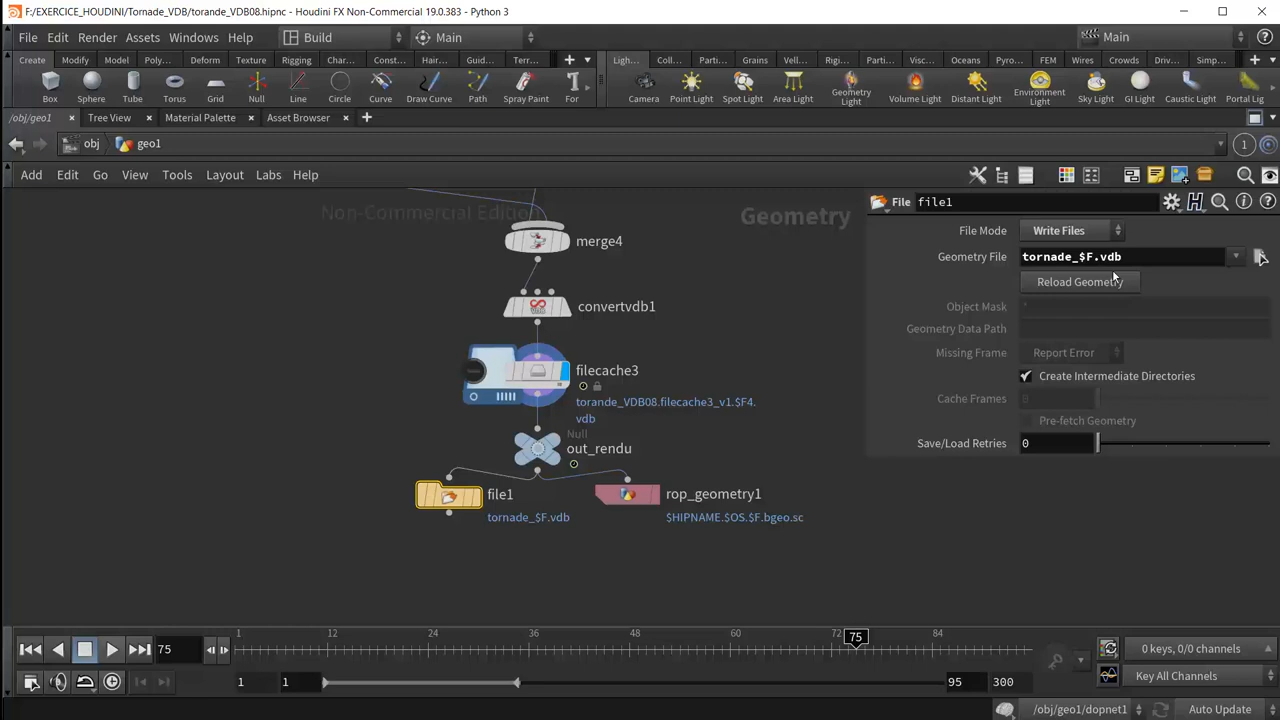 F:/EXERCICE_HOUDINI/Tornade_VDB/torande_VDB08.hipnc - Houdini FX Non-Commercial 19.0.383 - Python 3
File Edit Render Assets Windows Help Build Main Main
Create Modify Model Poly... Deform Texture Rigging Char... Const... Hair... Guid... Terr... Ligh... Coll... Parti... Grains Vell... Rigi... Parti... Visc... Oceans Pyro... FEM Wires Crowds Driv... Simp...
Box Sphere Tube Torus Grid Null Line Circle Curve Draw Curve Path Spray Paint For Camera Point Light Spot Light Area Light Geometry Light Volume Light Distant Light Environment Light Sky Light GI Light Caustic Light Portal Lig
/obj/geo1 Tree View Material Palette Asset Browser
obj geo1 1
Add Edit Go View Tools Layout Labs Help
Non-Commercial Edition
Geometry
File file1
File Mode Write Files
Geometry File tornade_$F.vdb
Reload Geometry
Object Mask *
Geometry Data Path
Missing Frame Report Error
Create Intermediate Directories
Cache Frames 8
Pre-fetch Geometry
Save/Load Retries 0
merge4
convertvdb1
filecache3
torande_VDB08.filecache3_v1.$F4.
vdb
Null
out_rendu
file1
tornade_$F.vdb
rop_geometry1
$HIPNAME.$OS.$F.bgeo.sc
75 1 12 24 36 48 60 72 75 84
0 keys, 0/0 channels
1 1 95 300
Key All Channels
/obj/geo1/dopnet1 Auto Update